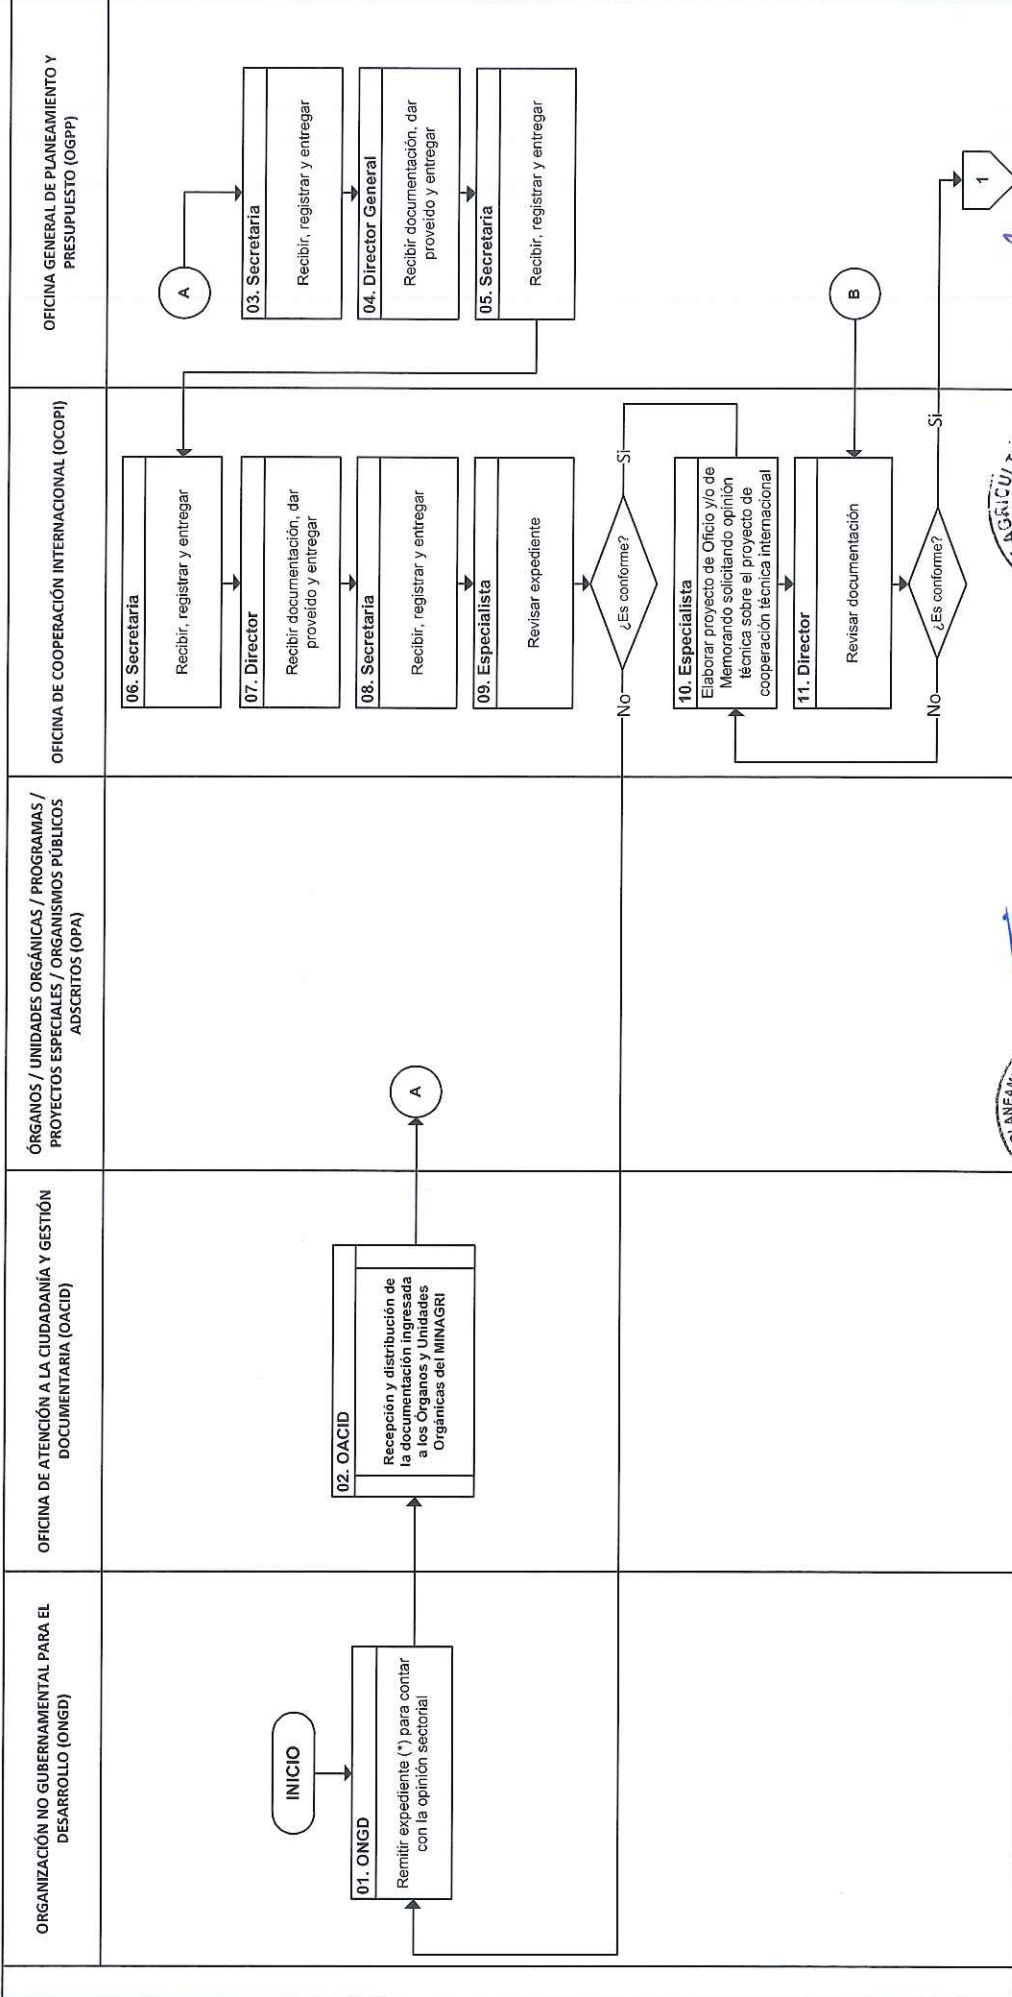 ORGANIZACIÓN NO GUBERNAMENTAL PARA EL
DESARROLLO (ONGD)
OFICINA DE ATENCIÓN A LA CIUDADANÍA Y GESTIÓN
DOCUMENTARIA (OACID)
ÓRGANOS / UNIDADES ORGÁNICAS / PROGRAMAS /
PROYECTOS ESPECIALES / ORGANISMOS PÚBLICOS
ADSCRITOS (OPA)
OFICINA DE COOPERACIÓN INTERNACIONAL (OCOPI)
OFICINA GENERAL DE PLANEAMIENTO Y
PRESUPUESTO (OGPP)
INICIO
01. ONGD
Remitir expediente (*) para contar
con la opinión sectorial
02. OACID
Recepción y distribución de
la documentación ingresada
a los Órganos y Unidades
Orgánicas del MINAGRI
A
A
03. Secretaria
Recibir, registrar y entregar
04. Director General
Recibir documentación, dar
proveído y entregar
05. Secretaria
Recibir, registrar y entregar
06. Secretaria
Recibir, registrar y entregar
07. Director
Recibir documentación, dar
proveído y entregar
08. Secretaria
Recibir, registrar y entregar
09. Especialista
Revisar expediente
¿Es conforme?
No
Si
10. Especialista
Elaborar proyecto de Oficio y/o de
Memorando solicitando opinión
técnica sobre el proyecto de
cooperación técnica internacional
11. Director
Revisar documentación
B
¿Es conforme?
No
Si
1